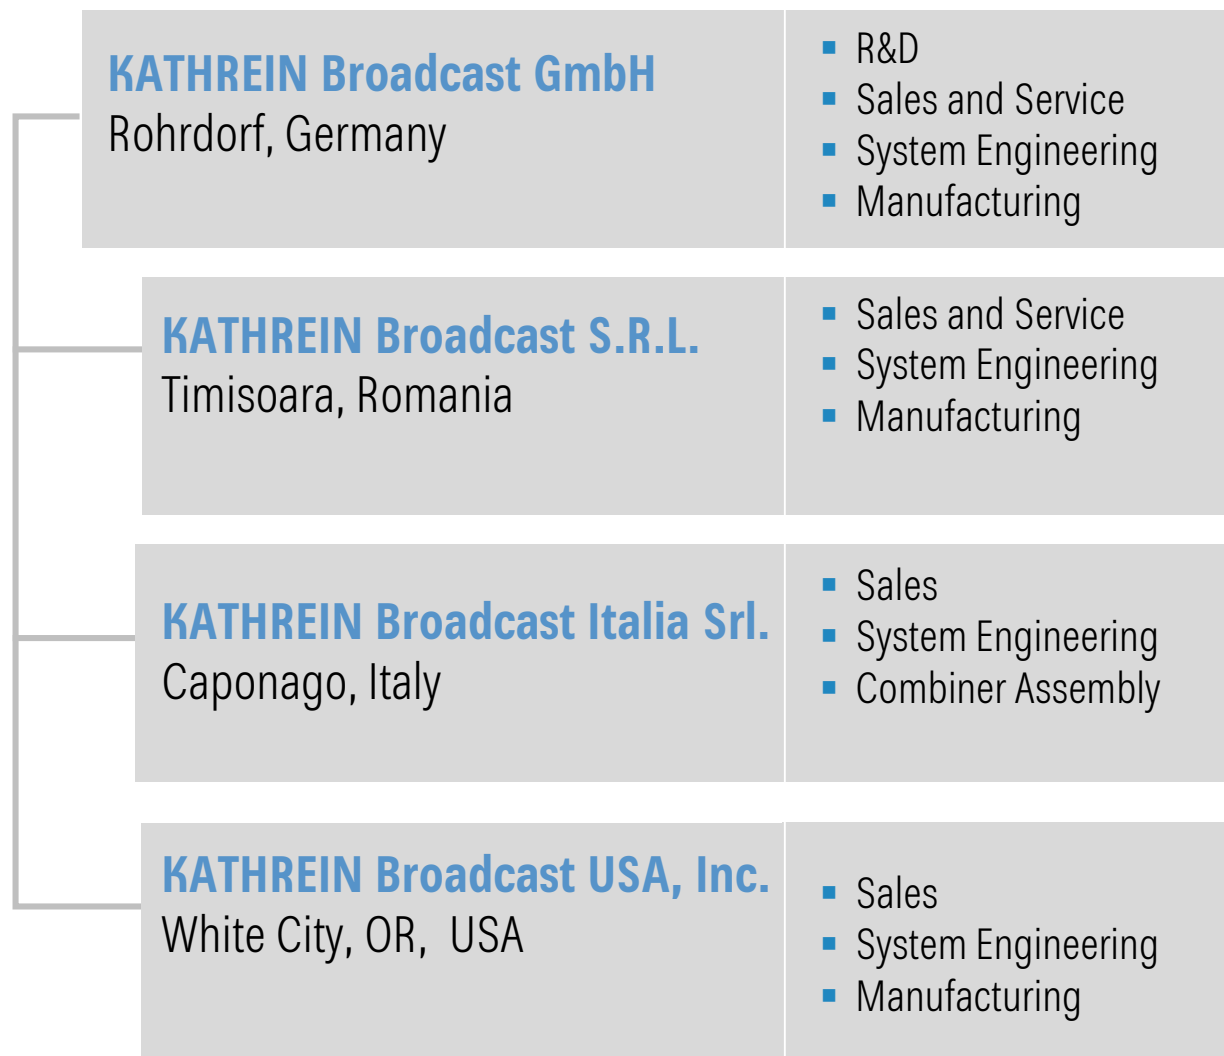 KATHREIN Broadcast GmbH
Rohrdorf, Germany
▪ R&D
▪ Sales and Service
▪ System Engineering
▪ Manufacturing
KATHREIN Broadcast S.R.L.
Timisoara, Romania
▪ Sales and Service
▪ System Engineering
▪ Manufacturing
KATHREIN Broadcast Italia Srl.
Caponago, Italy
▪ Sales
▪ System Engineering
▪ Combiner Assembly
KATHREIN Broadcast USA, Inc.
White City, OR,  USA
▪ Sales
▪ System Engineering
▪ Manufacturing